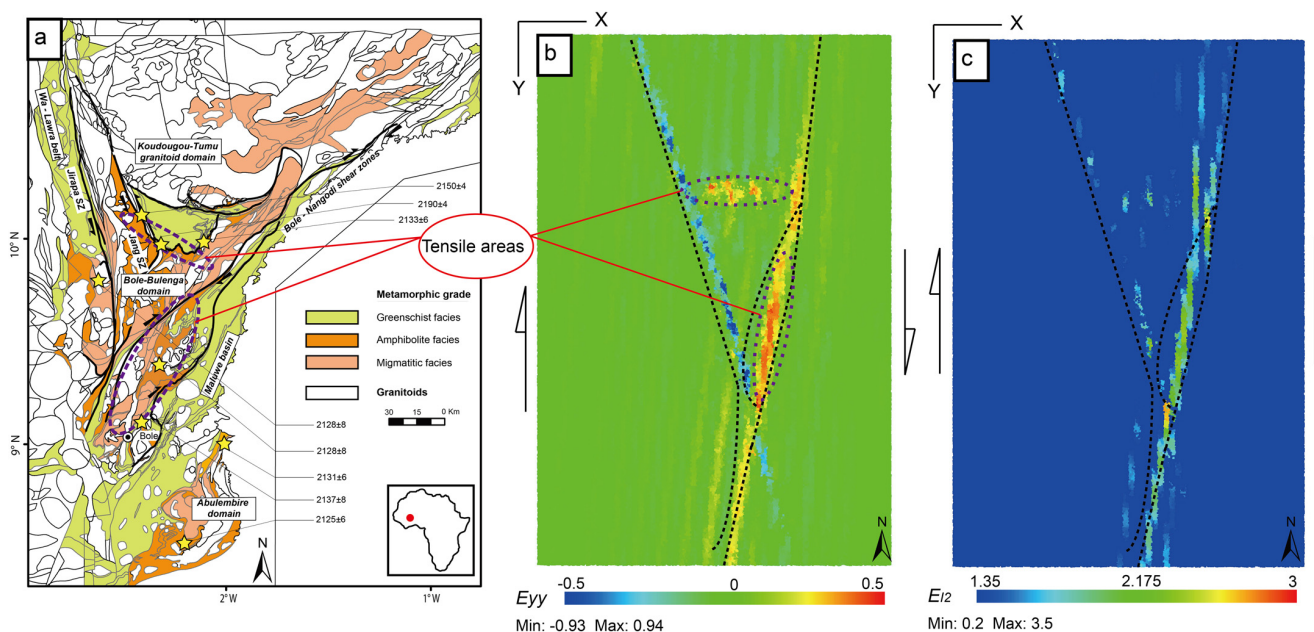 a
Wa - Lawra belt
Jirapa SZ
Koudougou-Tumu
granitoid domain
Bole - Nangodi shear zones
2150±4
2190±4
2133±6
10° N
Jang SZ
Bole-Bulenga
domain
Tensile areas
Metamorphic grade
Greenschist facies
Amphibolite facies
Migmatitic facies
Granitoids
30 15 0 Km
Maluwe basin
9° N
Bole
2128±8
2128±8
2131±6
2137±8
2125±6
Abulembire
domain
N
2°W
1°W
X
Y
b
N
-0.5 0 0.5
Eyy
Min: -0.93 Max: 0.94
X
Y
c
N
1.35 2.175 3
EI2
Min: 0.2 Max: 3.5